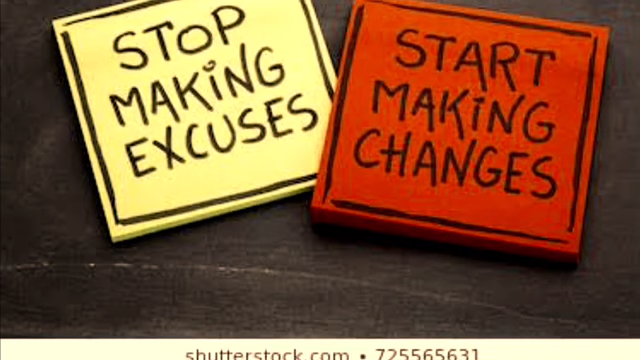 STOP
MAKING
EXCUSES
START
MAKING
CHANGES
shutterstock.com • 725565631